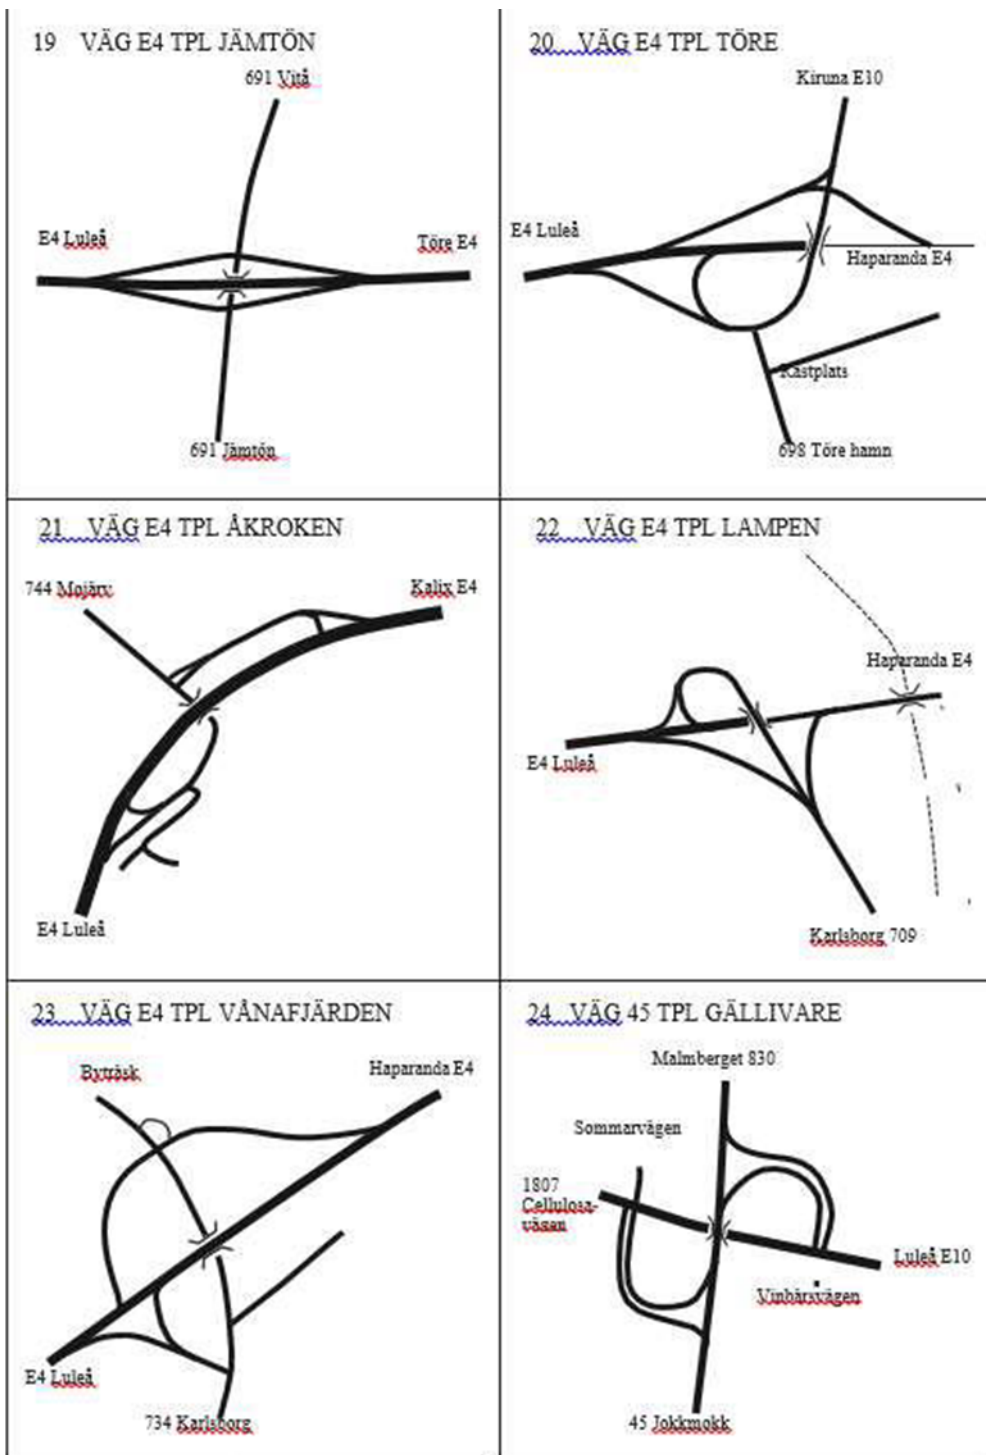 19 VÄG E4 TPL JÄMTÖN
691 Vitå
E4 Luleå
Töre E4
691 Jämtön
20 VÄG E4 TPL TÖRE
Kiruna E10
E4 Luleå
Haparanda E4
Rastplats
698 Töre hamn
21 VÄG E4 TPL ÅKROKEN
744 Mojärv
Kalix E4
E4 Luleå
22 VÄG E4 TPL LAMPEN
Haparanda E4
E4 Luleå
Karlsborg 709
23 VÄG E4 TPL VÅNAFJÄRDEN
Byträsk
Haparanda E4
E4 Luleå
734 Karlsborg
24 VÄG 45 TPL GÄLLIVARE
Malmberget 830
Sommarvägen
1807
Cellulosa-
vägen
Luleå E10
Vinbärsvägen
45 Jokkmokk